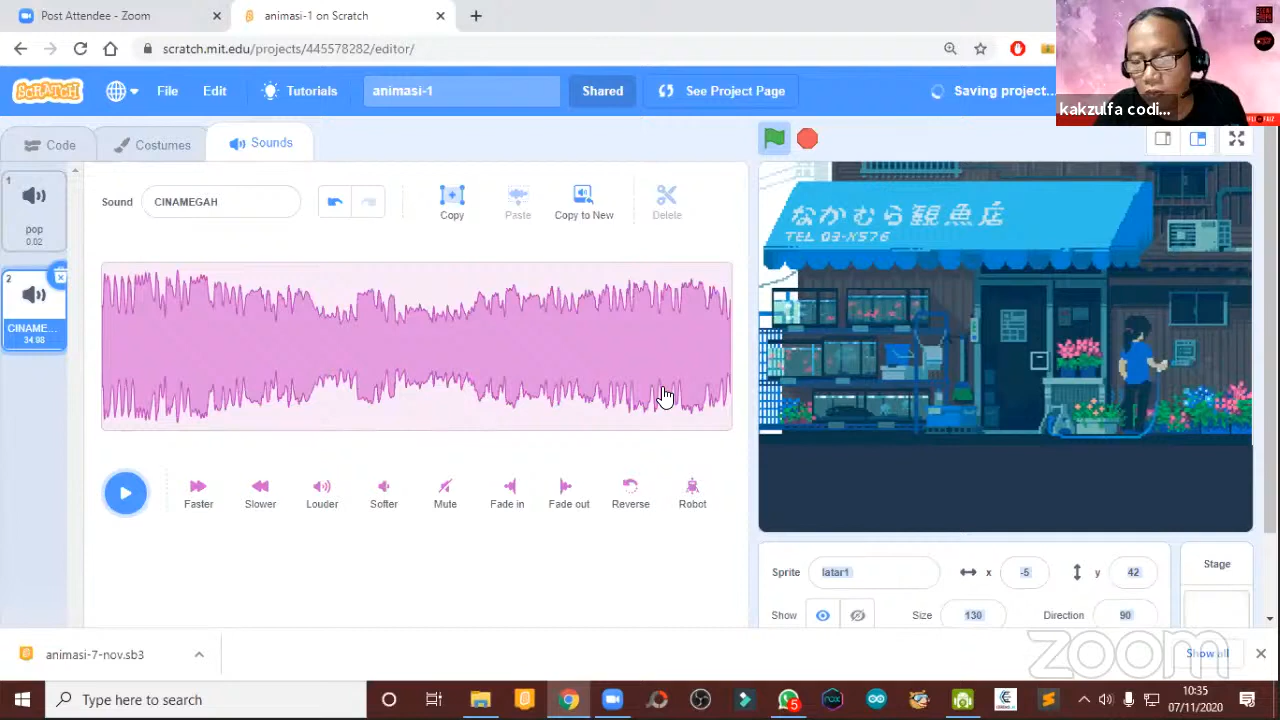 Post Attendee - Zoom
animasi-1 on Scratch
scratch.mit.edu/projects/445578282/editor/
SCRATCH
File
Edit
Tutorials
animasi-1
Shared
See Project Page
Saving project...
kakzulfa codi...
Code
Costumes
Sounds
1
pop
0.02
2
CINAME...
34.98
Sound
CINAMEGAH
Copy
Paste
Copy to New
Delete
Faster
Slower
Louder
Softer
Mute
Fade in
Fade out
Reverse
Robot
なかむら観魚店
TEL 03-X576
Sprite
latar1
x
-5
y
42
Show
Size
130
Direction
90
Stage
animasi-7-nov.sb3
Show all
zoom
Type here to search
5
10:35
07/11/2020